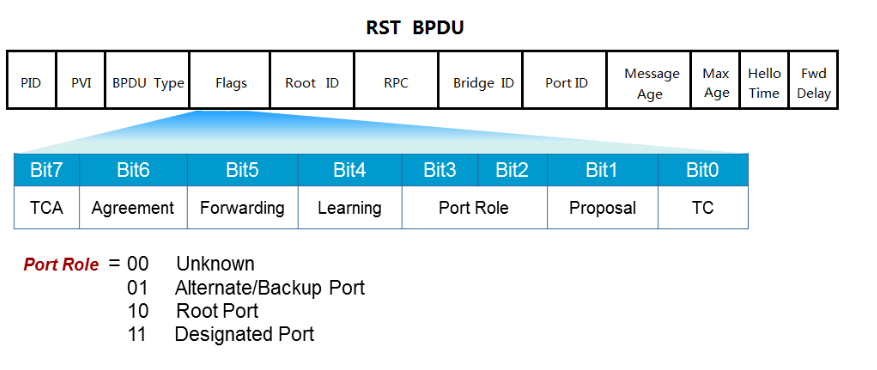 RST BPDU
PID PVI BPDU Type Flags Root ID RPC Bridge ID Port ID Message Age Max Age Hello Time Fwd Delay
Bit7 Bit6 Bit5 Bit4 Bit3 Bit2 Bit1 Bit0
TCA Agreement Forwarding Learning Port Role Proposal TC
Port Role = 00 Unknown
01 Alternate/Backup Port
10 Root Port
11 Designated Port